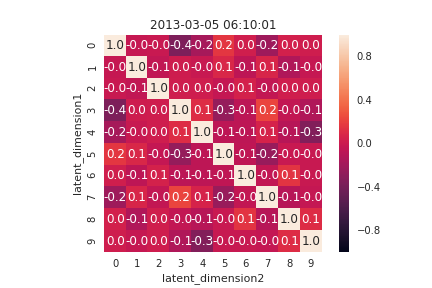 2013-03-05 06:10:01
latent_dimension1
0 1.0 -0.0 -0.0 -0.4 -0.2 0.2 0.0 -0.2 0.0 0.0
1 -0.0 1.0 -0.1 0.0 -0.0 0.1 -0.1 0.1 -0.1 -0.0
2 -0.0 -0.1 1.0 0.0 0.0 -0.0 0.1 -0.0 0.0 0.0
3 -0.4 0.0 0.0 1.0 0.1 -0.3 -0.1 0.2 -0.0 -0.1
4 -0.2 -0.0 0.0 0.1 1.0 -0.1 -0.1 0.1 -0.1 -0.3
5 0.2 0.1 -0.0 -0.3 -0.1 1.0 -0.1 -0.2 -0.0 -0.0
6 0.0 -0.1 0.1 -0.1 -0.1 -0.1 1.0 -0.0 0.1 -0.0
7 -0.2 0.1 -0.0 0.2 0.1 -0.2 -0.0 1.0 -0.1 -0.0
8 0.0 -0.1 0.0 -0.0 -0.1 -0.0 0.1 -0.1 1.0 0.1
9 0.0 -0.0 0.0 -0.1 -0.3 -0.0 -0.0 -0.0 0.1 1.0
0 1 2 3 4 5 6 7 8 9
latent_dimension2
0.8
0.4
0.0
−0.4
−0.8